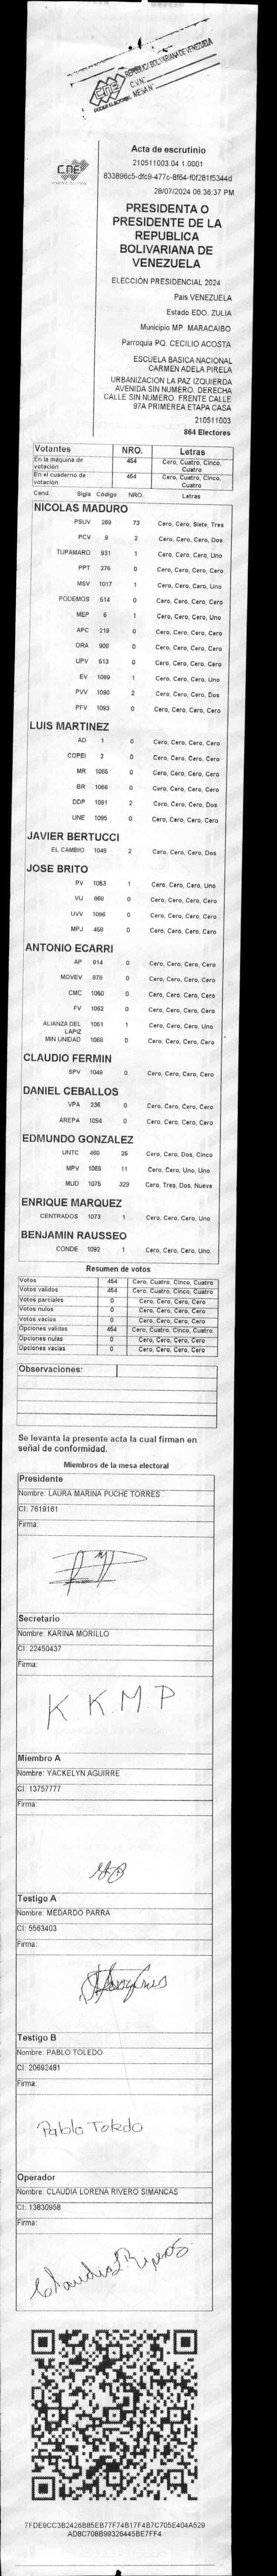 REPUBLICA BOLIVARIANA DE VENEZUELA
CNE
C.V.N.
PODER ELECTORAL MESA N°
CNE
Acta de escrutinio
210511003.04.1.0001
28/07/2024 06:36:37 PM
PRESIDENTA O
PRESIDENTE DE LA
REPUBLICA
BOLIVARIANA DE
VENEZUELA
ELECCIÓN PRESIDENCIAL 2024
Pais VENEZUELA
Estado EDO. ZULIA
Municipio MP. MARACAIBO
Parroquia PQ. CECILIO ACOSTA
ESCUELA BASICA NACIONAL
CARMEN ADELA PIRELA
URBANIZACION LA PAZ IZQUIERDA
AVENIDA SIN NUMERO. DERECHA
CALLE SIN NUMERO. FRENTE CALLE
97A PRIMEREA ETAPA CASA
210511003
864 Electores
Votantes NRO. Letras
En la máquina de votación 454 Cero, Cuatro, Cinco, Cuatro
En el cuaderno de votación 454 Cero, Cuatro, Cinco, Cuatro
Cand. Sigla Código NRO. Letras
NICOLAS MADURO
PSUV 269 73 Cero, Cero, Siete, Tres
PCV 9 2 Cero, Cero, Cero, Dos
TUPAMARO 931 1 Cero, Cero, Cero, Uno
PPT 276 0 Cero, Cero, Cero, Cero
MSV 1017 1 Cero, Cero, Cero, Uno
PODEMOS 514 0 Cero, Cero, Cero, Cero
MEP 6 1 Cero, Cero, Cero, Uno
APC 219 0 Cero, Cero, Cero, Cero
ORA 906 0 Cero, Cero, Cero, Cero
UPV 513 0 Cero, Cero, Cero, Cero
EV 1089 1 Cero, Cero, Cero, Uno
PVV 1090 2 Cero, Cero, Cero, Dos
PFV 1093 0 Cero, Cero, Cero, Cero
LUIS MARTINEZ
AD 1 0 Cero, Cero, Cero, Cero
COPEI 2 0 Cero, Cero, Cero, Cero
MR 1065 0 Cero, Cero, Cero, Cero
BR 1066 0 Cero, Cero, Cero, Cero
DDP 1091 2 Cero, Cero, Cero, Dos
UNE 1095 0 Cero, Cero, Cero, Cero
JAVIER BERTUCCI
EL CAMBIO 1048 2 Cero, Cero, Cero, Dos
JOSE BRITO
PV 1053 1 Cero, Cero, Cero, Uno
VU 868 0 Cero, Cero, Cero, Cero
UVV 1096 0 Cero, Cero, Cero, Cero
MPJ 458 0 Cero, Cero, Cero, Cero
ANTONIO ECARRI
AP 814 0 Cero, Cero, Cero, Cero
MOVEV 878 0 Cero, Cero, Cero, Cero
CMC 1050 0 Cero, Cero, Cero, Cero
FV 1062 0 Cero, Cero, Cero, Cero
ALIANZA DEL LAPIZ 1051 1 Cero, Cero, Cero, Uno
MIN UNIDAD 1069 0 Cero, Cero, Cero, Cero
CLAUDIO FERMIN
SPV 1049 0 Cero, Cero, Cero, Cero
DANIEL CEBALLOS
VPA 236 0 Cero, Cero, Cero, Cero
AREPA 1094 0 Cero, Cero, Cero, Cero
EDMUNDO GONZALEZ
UNTC 460 25 Cero, Cero, Dos, Cinco
MPV 1069 11 Cero, Cero, Uno, Uno
MUD 1075 329 Cero, Tres, Dos, Nueve
ENRIQUE MARQUEZ
CENTRADOS 1073 1 Cero, Cero, Cero, Uno
BENJAMIN RAUSSEO
CONDE 1092 1 Cero, Cero, Cero, Uno
Resumen de votos
Votos 454 Cero, Cuatro, Cinco, Cuatro
Votos validos 454 Cero, Cuatro, Cinco, Cuatro
Votos parciales 0 Cero, Cero, Cero, Cero
Votos nulos 0 Cero, Cero, Cero, Cero
Votos vacios 0 Cero, Cero, Cero, Cero
Opciones validas 454 Cero, Cuatro, Cinco, Cuatro
Opciones nulas 0 Cero, Cero, Cero, Cero
Opciones vacias 0 Cero, Cero, Cero, Cero
Observaciones:
Se levanta la presente acta la cual firman en
señal de conformidad.
Miembros de la mesa electoral
Presidente
Nombre: LAURA MARINA PUCHE TORRES
CI: 7619161
Firma:
Secretario
Nombre: KARINA MORILLO
CI: 22450437
Firma:
K K.M.P
Miembro A
Nombre: YACKELYN AGUIRRE
CI: 13757777
Firma:
Testigo A
Nombre: MEDARDO PARRA
CI: 5563403
Firma:
Testigo B
Nombre: PABLO TOLEDO
CI: 20692481
Firma:
Pablo Toledo
Operador
Nombre: CLAUDIA LORENA RIVERO SIMANCAS
CI: 13830958
Firma:
Claudia Rivero
7FDE9CC3B2426B85EB77F74B17F4B7C705E404A529
AD8C708B99326445BE7FF4